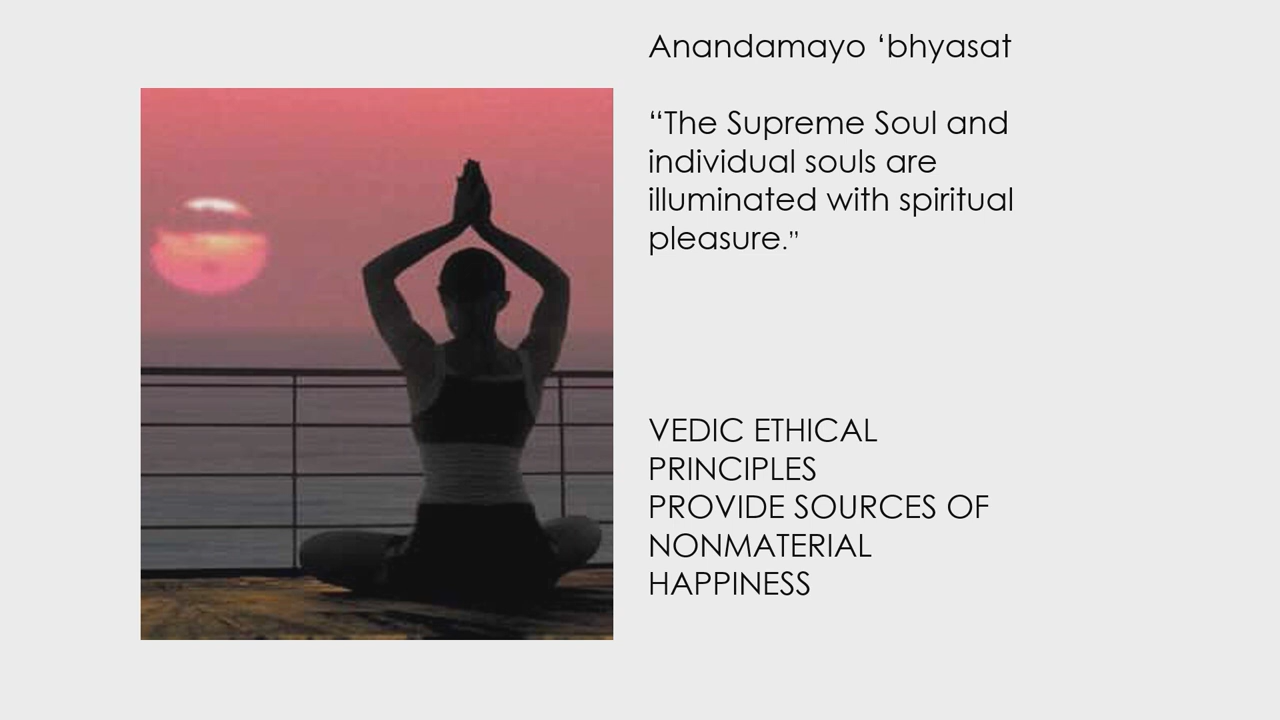 Anandamayo ‘bhyasat
“The Supreme Soul and
individual souls are
illuminated with spiritual
pleasure.”
VEDIC ETHICAL
PRINCIPLES
PROVIDE SOURCES OF
NONMATERIAL
HAPPINESS